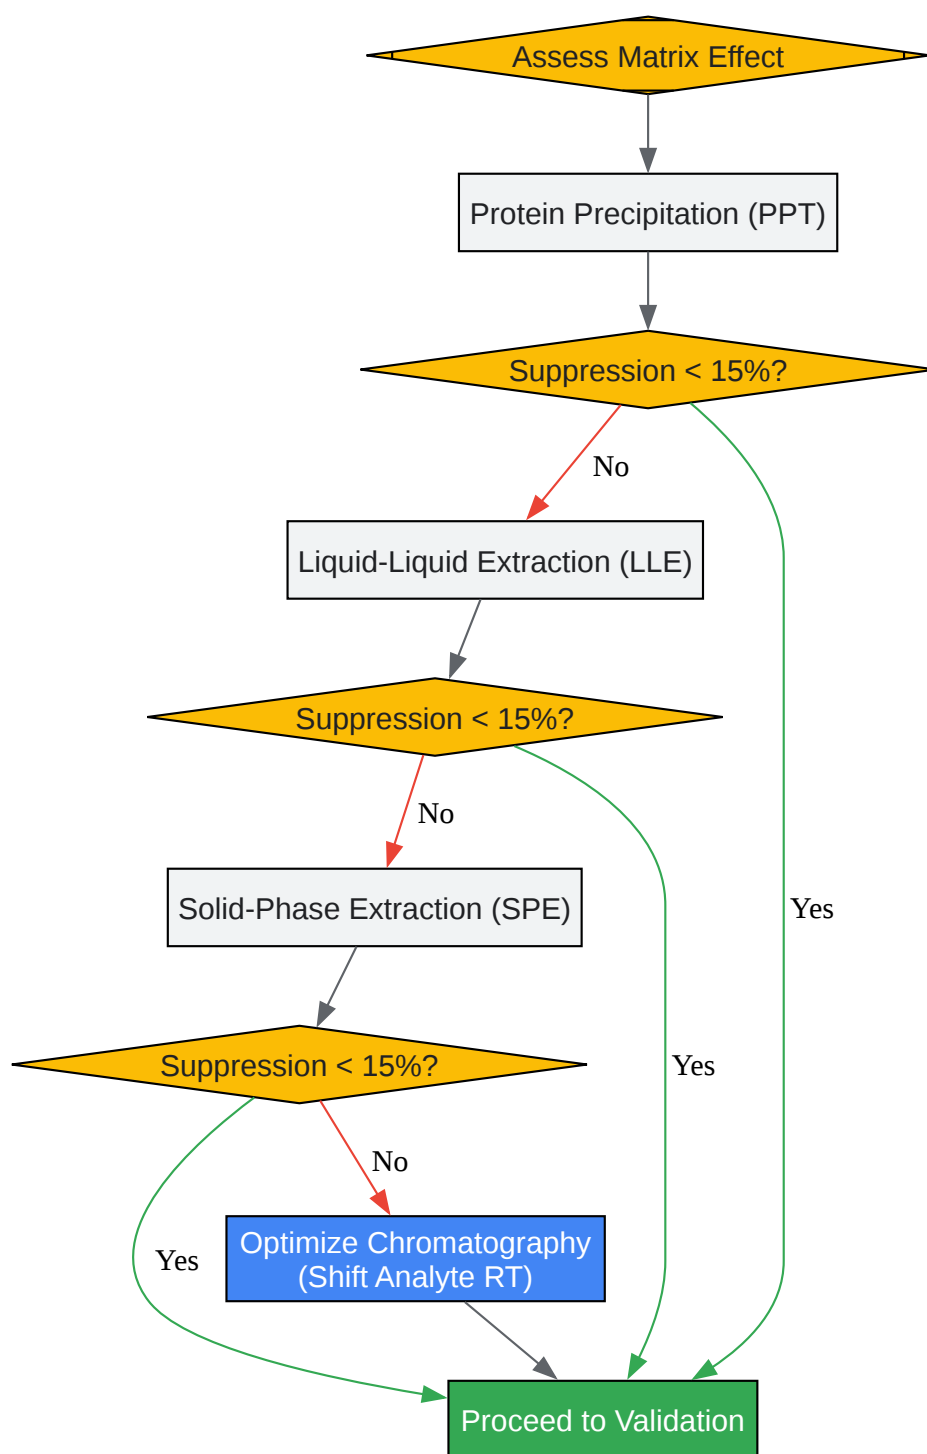 Assess Matrix Effect
Protein Precipitation (PPT)
Suppression < 15%?
No
Liquid-Liquid Extraction (LLE)
Suppression < 15%?
No
Solid-Phase Extraction (SPE)
Yes
Suppression < 15%?
Yes
No
Yes
Optimize Chromatography
(Shift Analyte RT)
Proceed to Validation